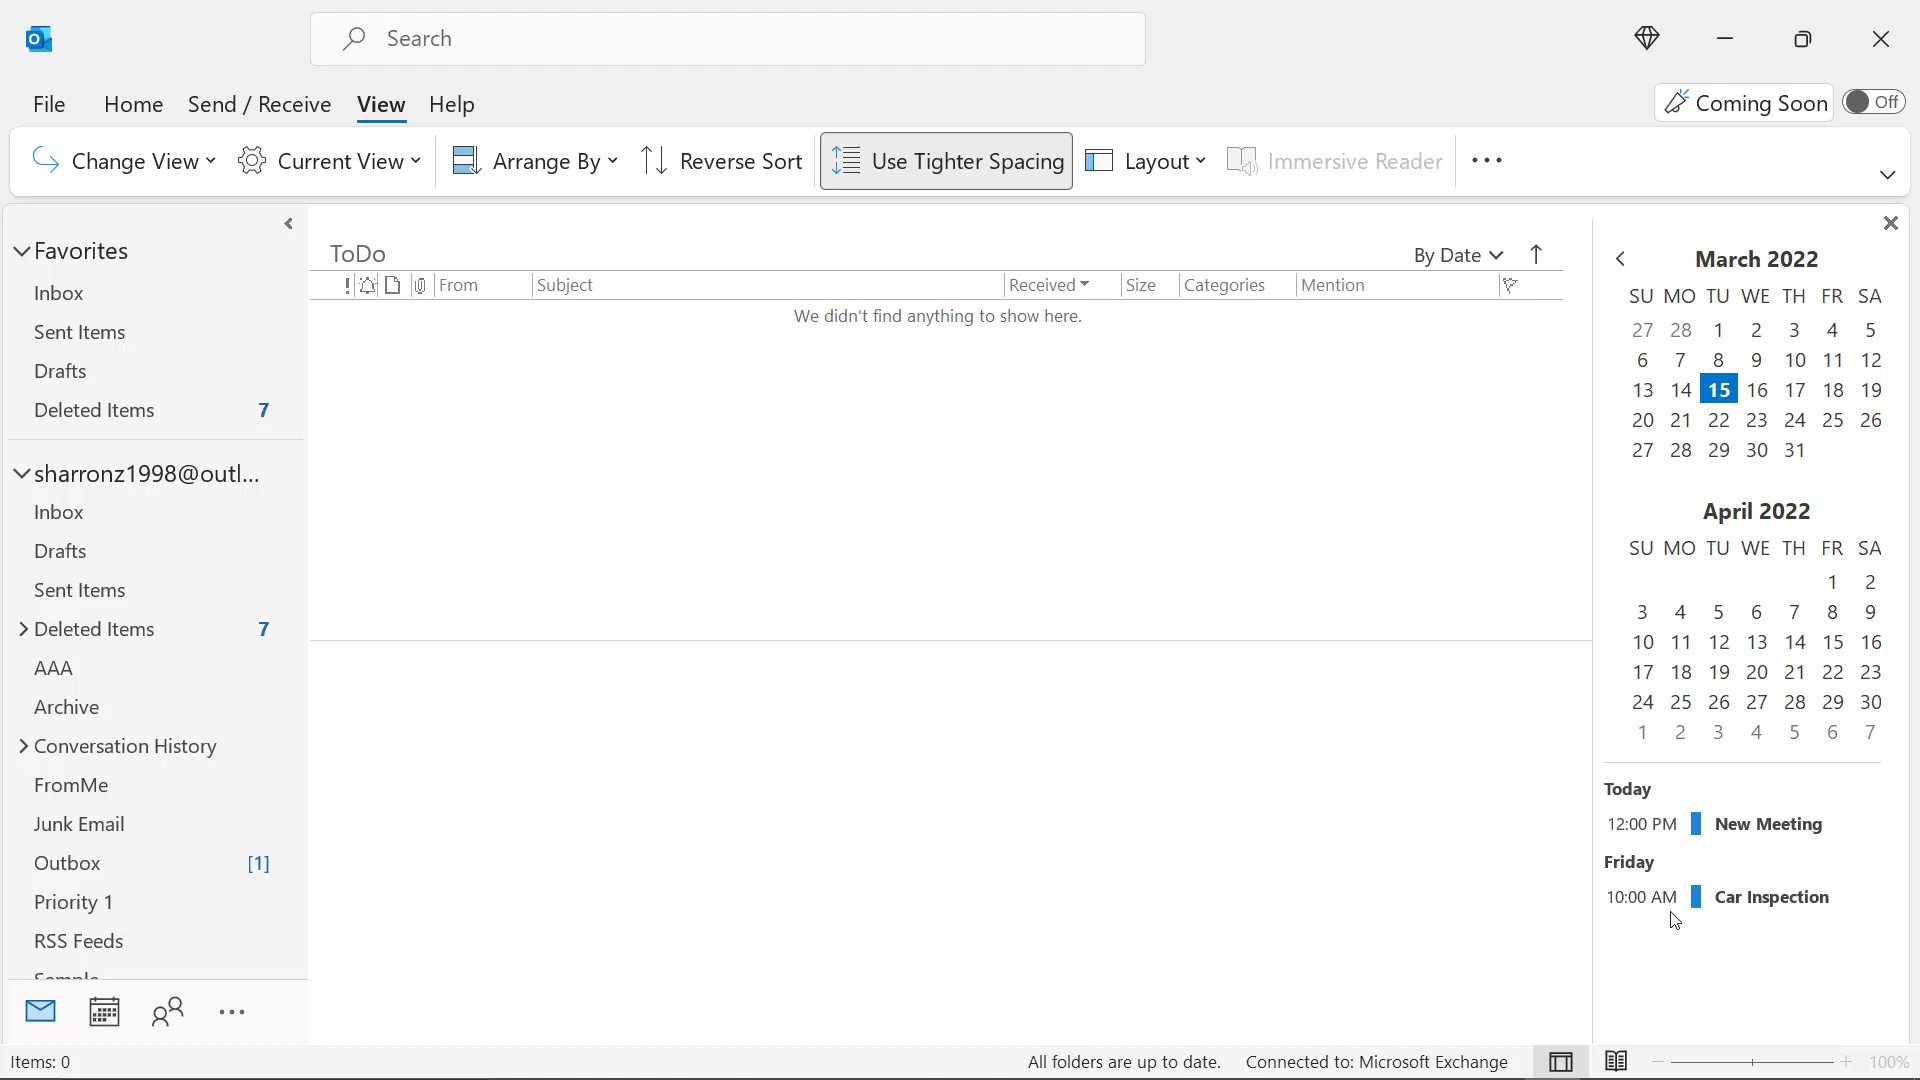 Search
File Home Send / Receive View Help
Coming Soon Off
Change View Current View Arrange By Reverse Sort Use Tighter Spacing Layout Immersive Reader
Favorites
Inbox
Sent Items
Drafts
Deleted Items 7
sharronz1998@outl...
Inbox
Drafts
Sent Items
Deleted Items 7
AAA
Archive
Conversation History
FromMe
Junk Email
Outbox [1]
Priority 1
RSS Feeds
Sample
ToDo By Date
! From Subject Received Size Categories Mention
We didn't find anything to show here.
March 2022
SU MO TU WE TH FR SA
27 28 1 2 3 4 5
6 7 8 9 10 11 12
13 14 15 16 17 18 19
20 21 22 23 24 25 26
27 28 29 30 31
April 2022
SU MO TU WE TH FR SA
1 2
3 4 5 6 7 8 9
10 11 12 13 14 15 16
17 18 19 20 21 22 23
24 25 26 27 28 29 30
1 2 3 4 5 6 7
Today
12:00 PM New Meeting
Friday
10:00 AM Car Inspection
Items: 0 All folders are up to date. Connected to: Microsoft Exchange 100%